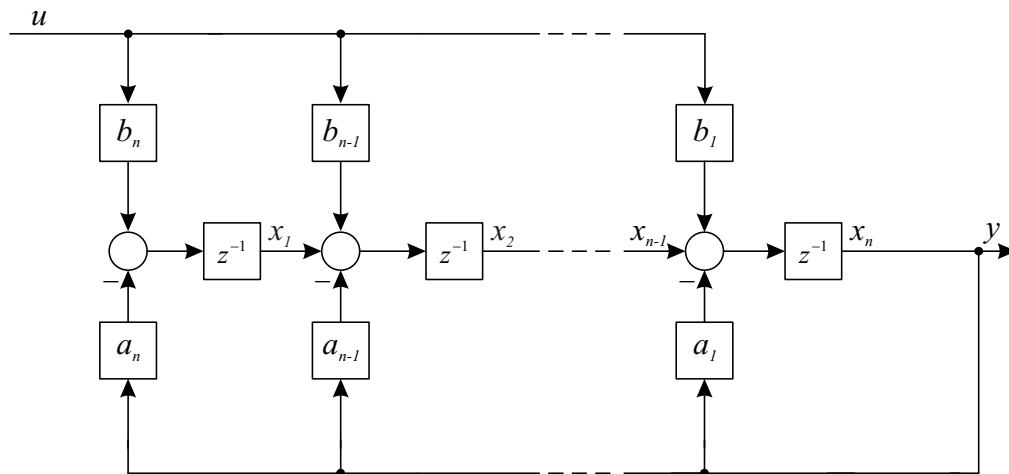 u
b_n b_{n-1} b_1
z^{-1} x_1 z^{-1} x_2 x_{n-1} z^{-1} x_n y
− − −
a_n a_{n-1} a_1